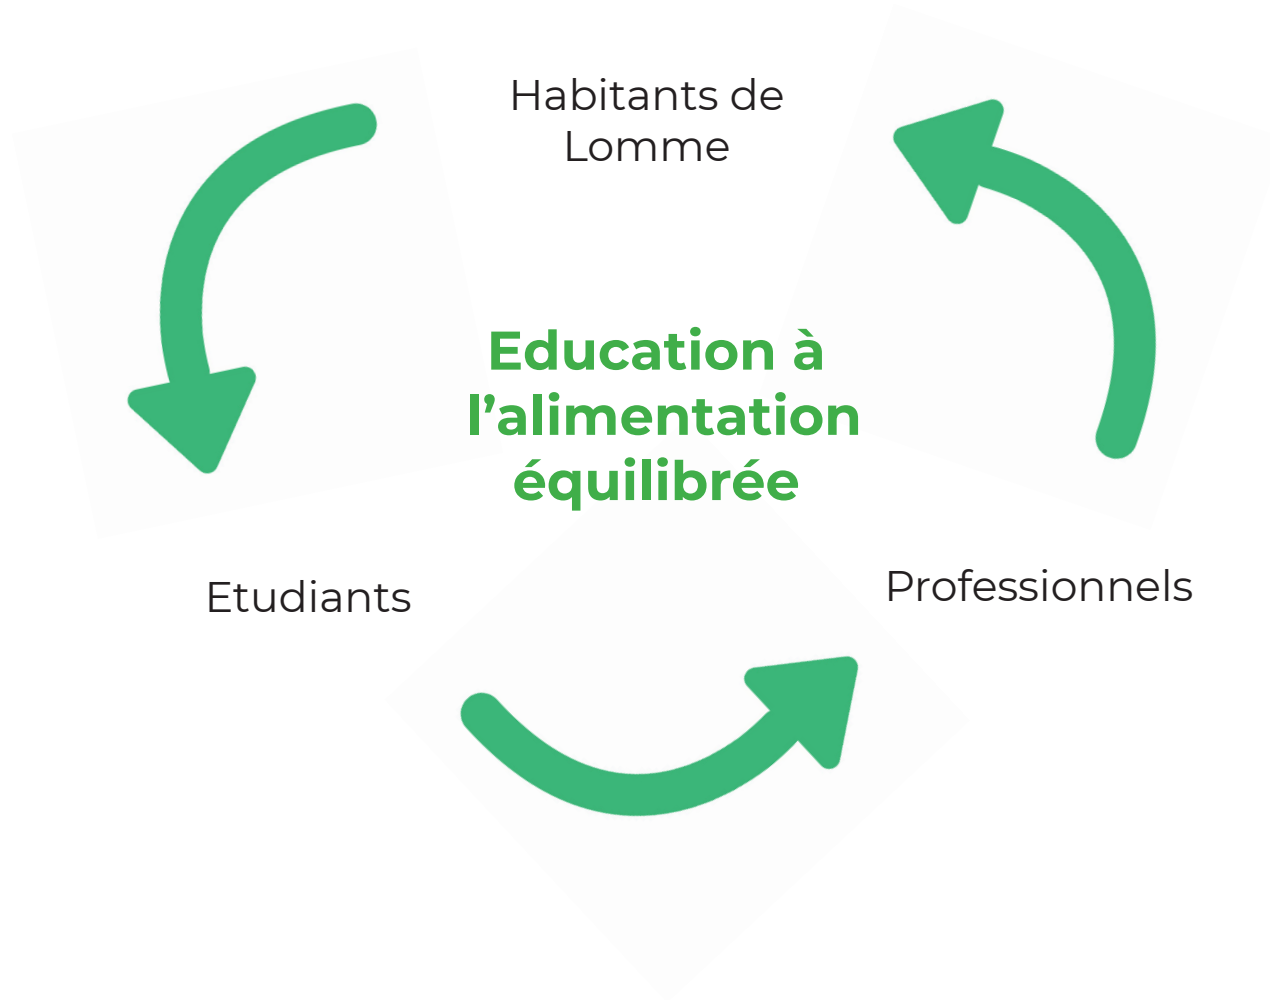 Habitants de
Lomme
Education à
l’alimentation
équilibrée
Etudiants
Professionnels